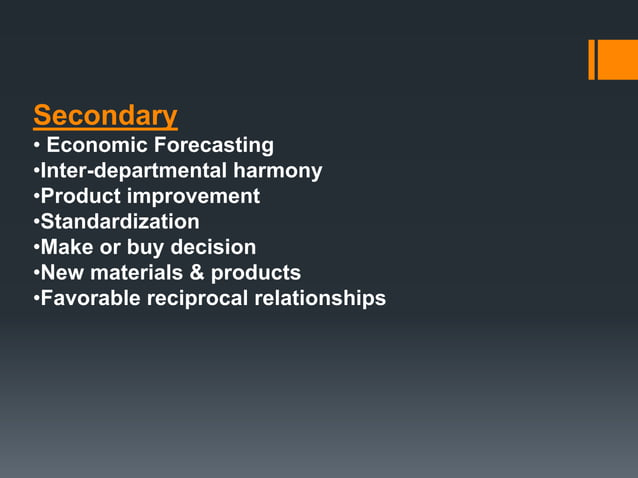 Secondary
• Economic Forecasting
•Inter-departmental harmony
•Product improvement
•Standardization
•Make or buy decision
•New materials & products
•Favorable reciprocal relationships